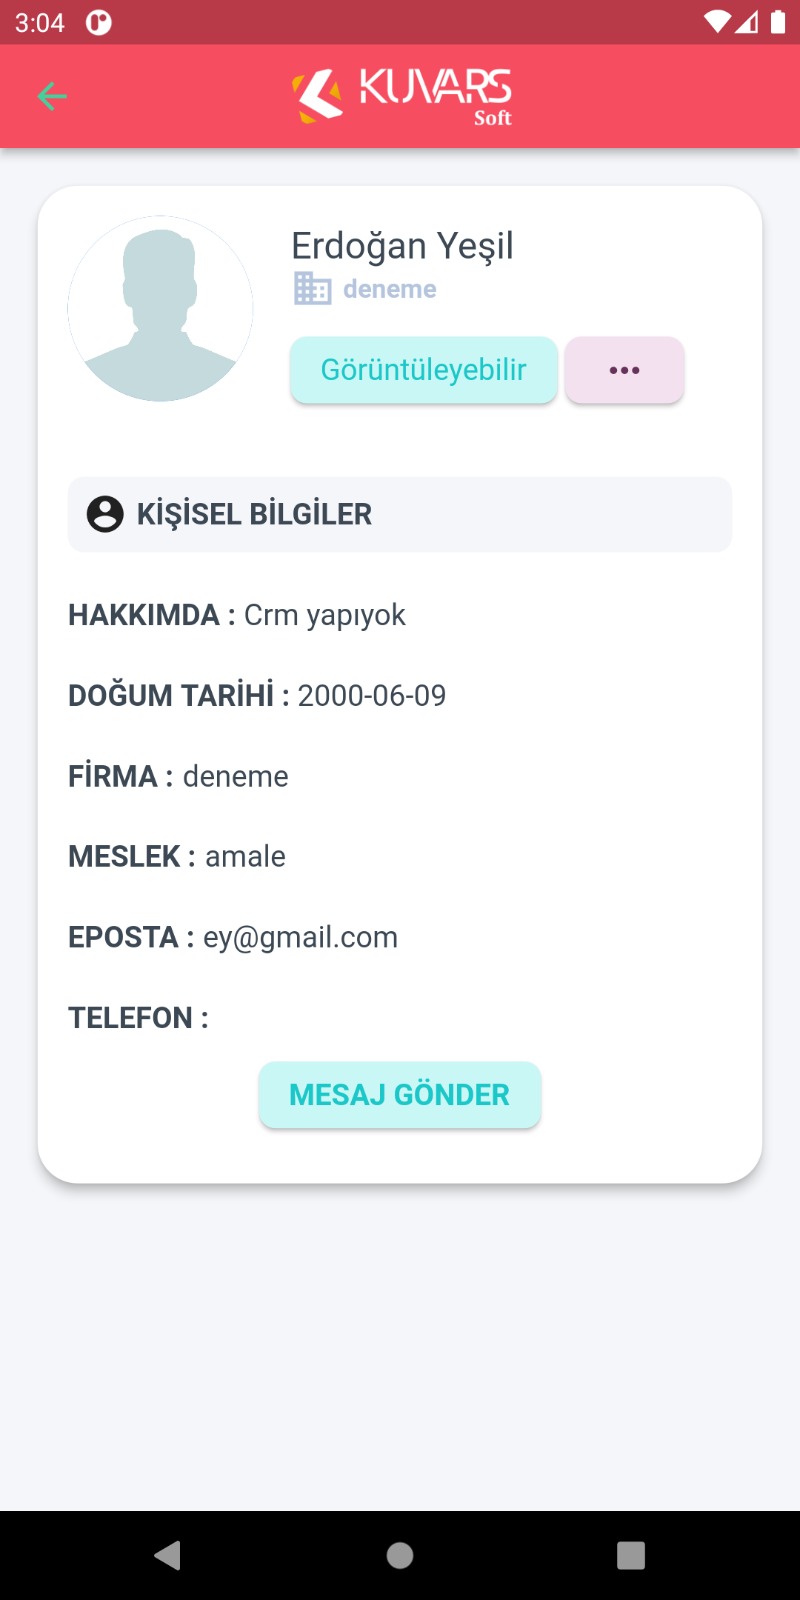 3:04
KUVARS
Soft
Erdoğan Yeşil
deneme
Görüntüleyebilir
KİŞİSEL BİLGİLER
HAKKIMDA : Crm yapıyok
DOĞUM TARİHİ : 2000-06-09
FİRMA : deneme
MESLEK : amale
EPOSTA : ey@gmail.com
TELEFON :
MESAJ GÖNDER